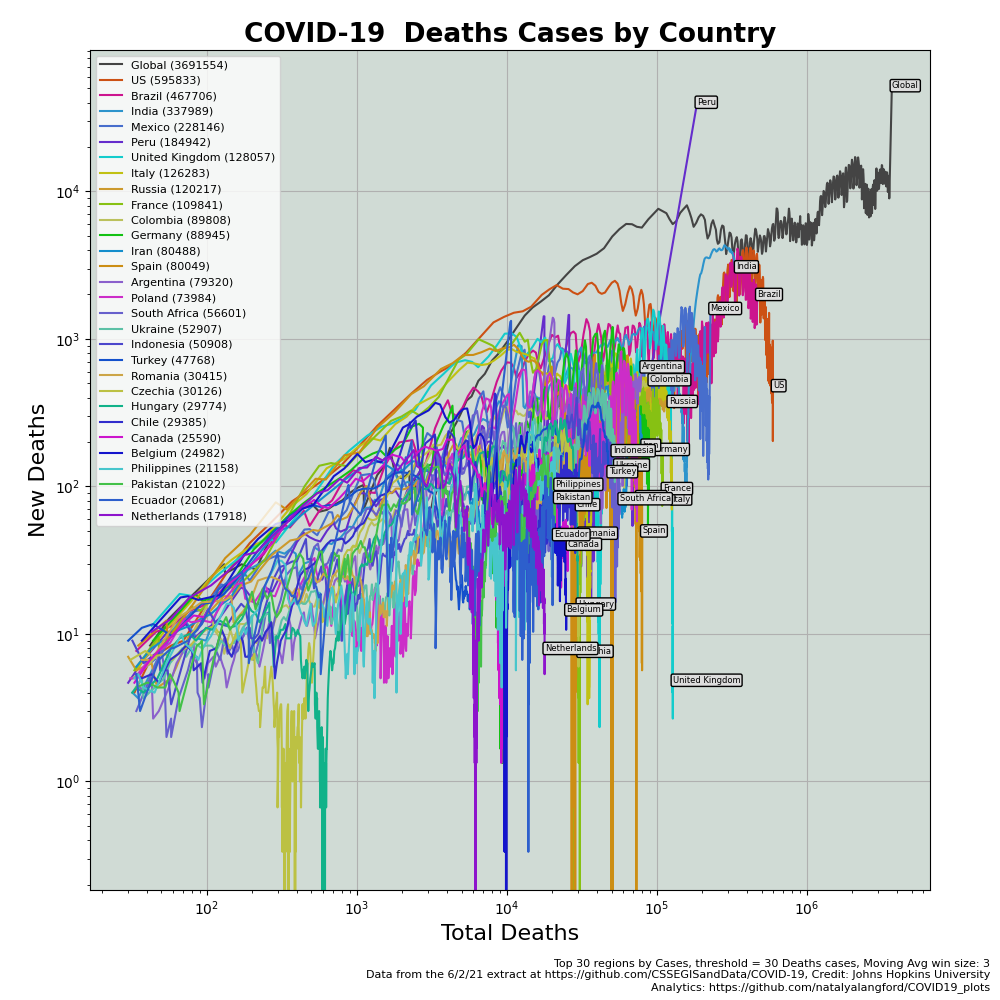 COVID-19  Deaths Cases by Country
Global (3691554)
US (595833)
Brazil (467706)
India (337989)
Mexico (228146)
Peru (184942)
United Kingdom (128057)
Italy (126283)
Russia (120217)
France (109841)
Colombia (89808)
Germany (88945)
Iran (80488)
Spain (80049)
Argentina (79320)
Poland (73984)
South Africa (56601)
Ukraine (52907)
Indonesia (50908)
Turkey (47768)
Romania (30415)
Czechia (30126)
Hungary (29774)
Chile (29385)
Canada (25590)
Belgium (24982)
Philippines (21158)
Pakistan (21022)
Ecuador (20681)
Netherlands (17918)
Global
Peru
India
Brazil
Mexico
Argentina
Colombia
US
Russia
Indonesia
Ukraine
Turkey
Philippines
France
Pakistan
Chile
South Africa
Italy
Ecuador
Spain
Canada
Hungary
Belgium
Netherlands
United Kingdom
New Deaths
10⁴
10³
10²
10¹
10⁰
10² 10³ 10⁴ 10⁵ 10⁶
Total Deaths
Top 30 regions by Cases, threshold = 30 Deaths cases, Moving Avg win size: 3
Data from the 6/2/21 extract at https://github.com/CSSEGISandData/COVID-19, Credit: Johns Hopkins University
Analytics: https://github.com/natalyalangford/COVID19_plots